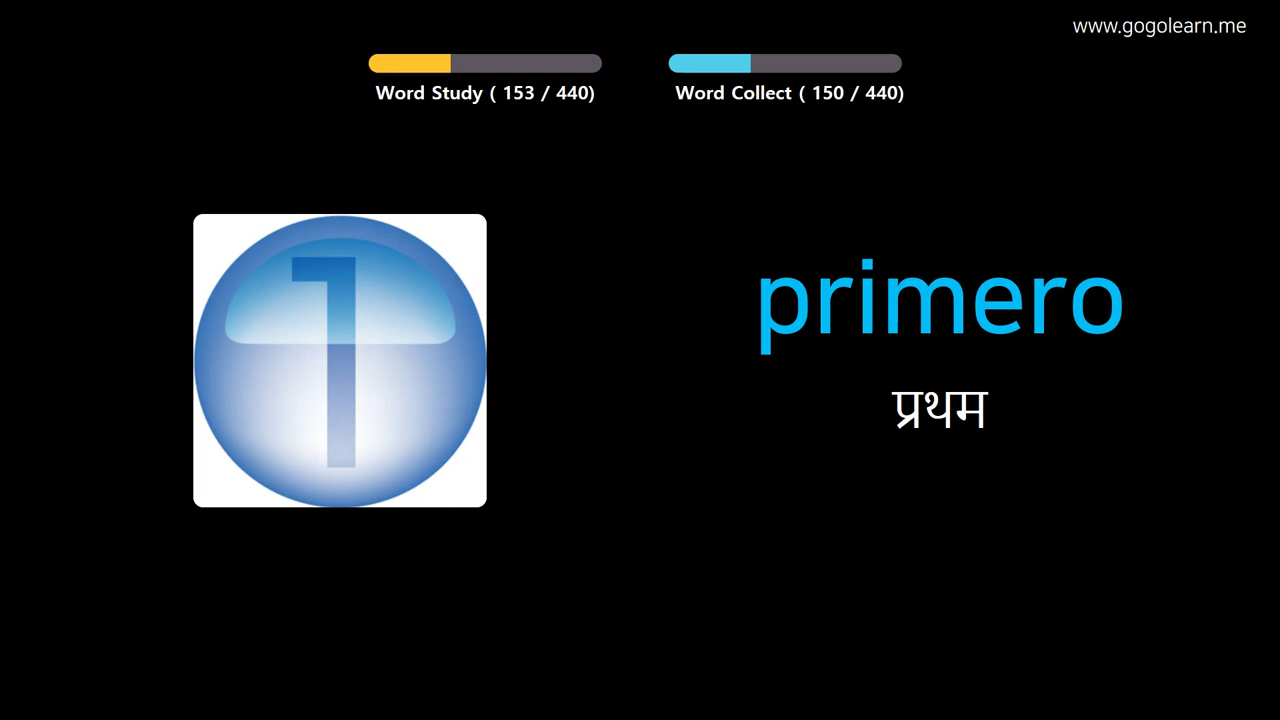 www.gogolearn.me
Word Study ( 153 / 440)
Word Collect ( 150 / 440)
1
primero
प्रथम